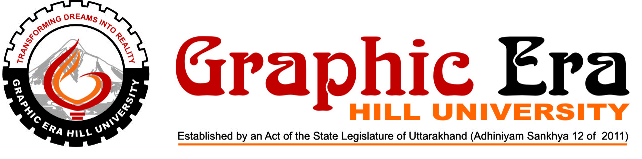 TRANSFORMING DREAMS INTO REALITY
GRAPHIC ERA HILL UNIVERSITY
Graphic Era
HILL UNIVERSITY
Established by an Act of the State Legislature of Uttarakhand (Adhiniyam Sankhya 12 of 2011)